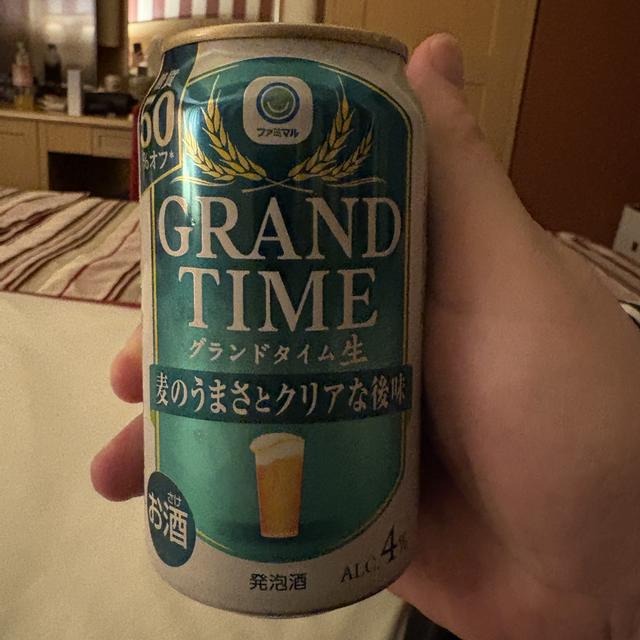 60
%オフ※
ファミマル
GRAND
TIME
グランドタイム 生
麦のうまさとクリアな後味
さけ
お酒
発泡酒
ALC. 4%